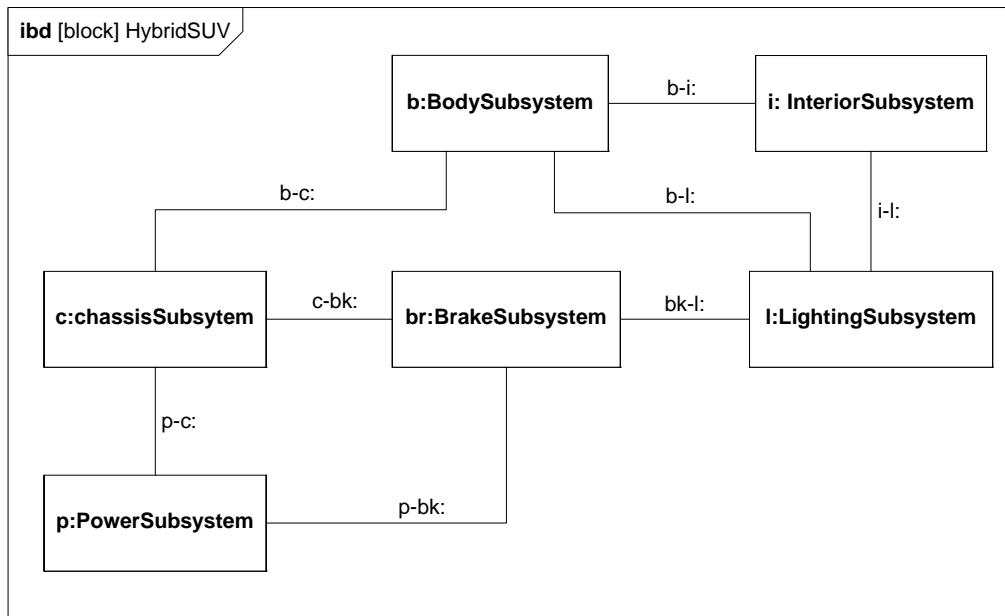 ibd [block] HybridSUV
b:BodySubsystem
b-i:
i: InteriorSubsystem
b-c:
b-l:
i-l:
c:chassisSubsytem
c-bk:
br:BrakeSubsystem
bk-l:
l:LightingSubsystem
p-c:
p:PowerSubsystem
p-bk: